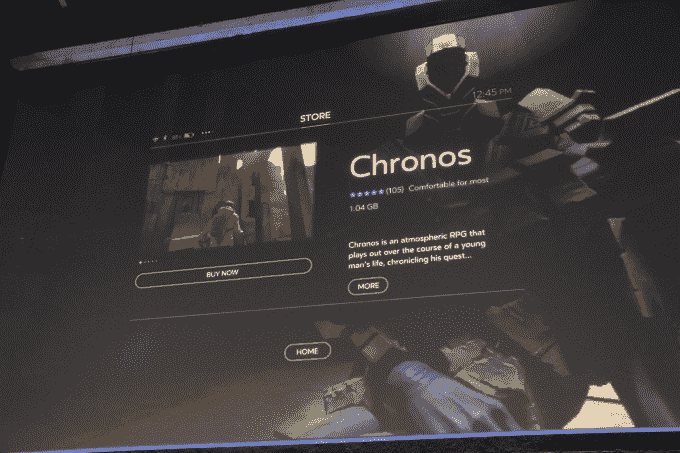 12:45 PM
STORE
Chronos
(105) Comfortable for most
1.04 GB
Chronos is an atmospheric RPG that
plays out over the course of a young
man's life, chronicling his quest...
BUY NOW
MORE
HOME